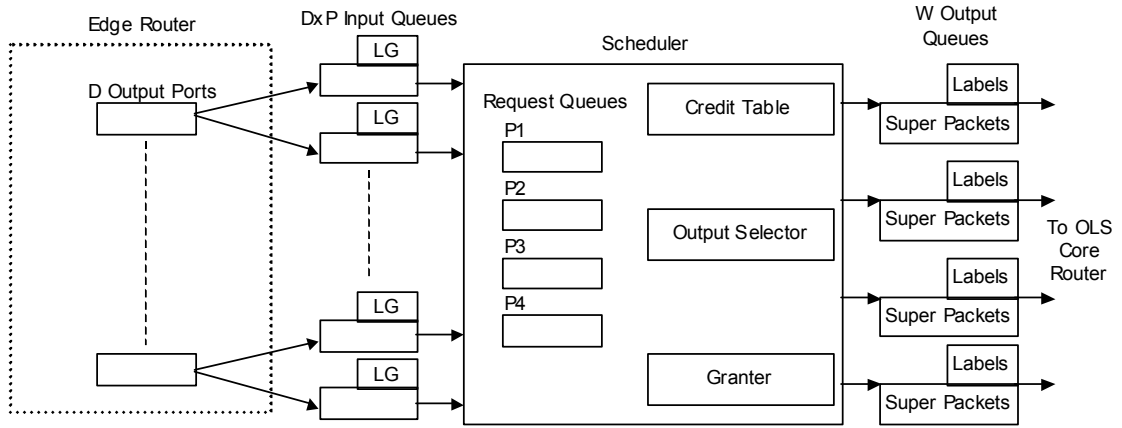 Edge Router
D Output Ports
DxP Input Queues
LG
LG
LG
LG
Scheduler
Request Queues
P1
P2
P3
P4
Credit Table
Output Selector
Granter
W Output
Queues
Labels
Super Packets
Labels
Super Packets
Labels
Super Packets
Labels
Super Packets
To OLS
Core
Router